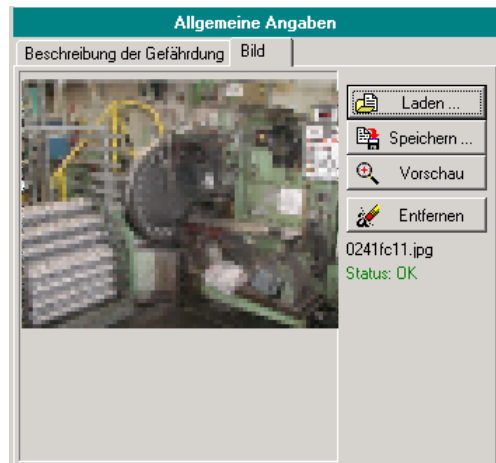 Allgemeine Angaben
Beschreibung der Gefährdung
Bild
Laden ...
Speichern ...
Vorschau
Entfernen
0241fc11.jpg
Status: OK